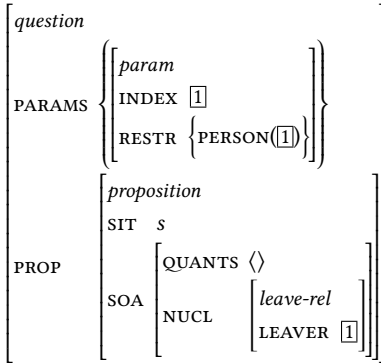 question
param
INDEX 1
PARAMS
RESTR {PERSON(1)}
proposition
SIT s
QUANTS ⟨⟩
PROP
SOA
leave-rel
NUCL
LEAVER 1